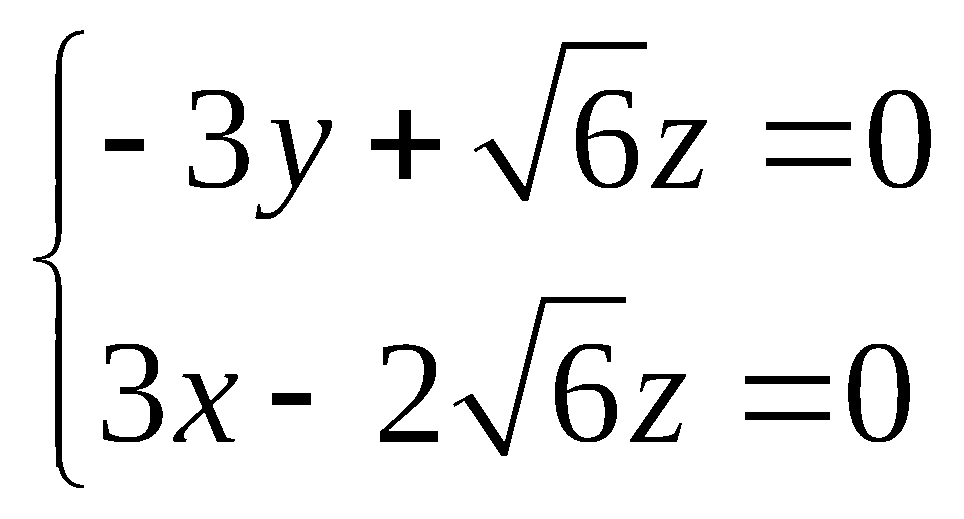 - 3y + √6z = 0
3x - 2√6z = 0